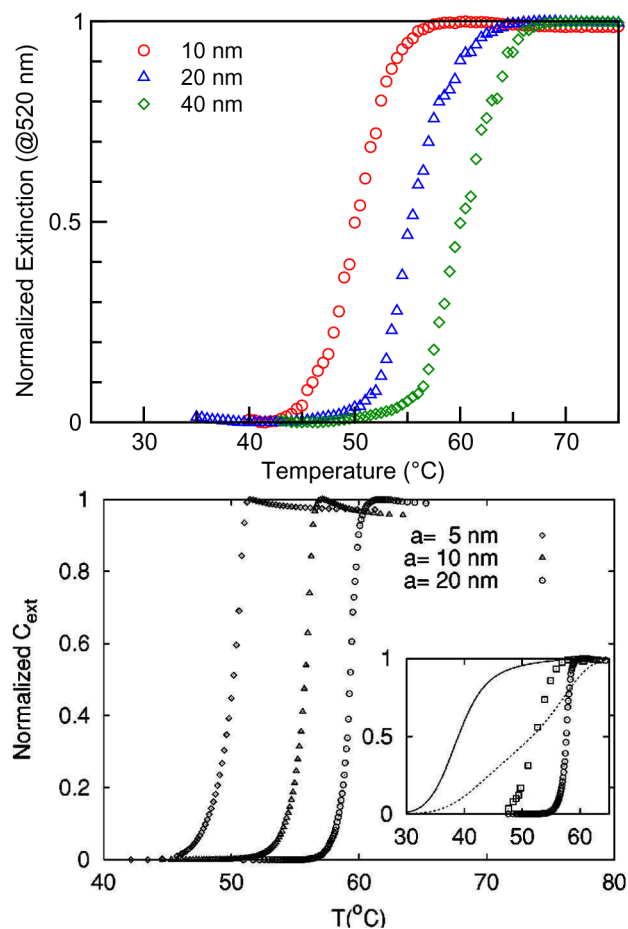 1
10 nm
20 nm
40 nm
Normalized Extinction (@520 nm)
0.5
0
30 40 50 60 70
Temperature (°C)
1
a= 5 nm
a= 10 nm
a= 20 nm
0.8
Normalized Cext
0.6
0.4
0.2
0
1
0.5
0
30 40 50 60
40 50 60 70 80
T(°C)